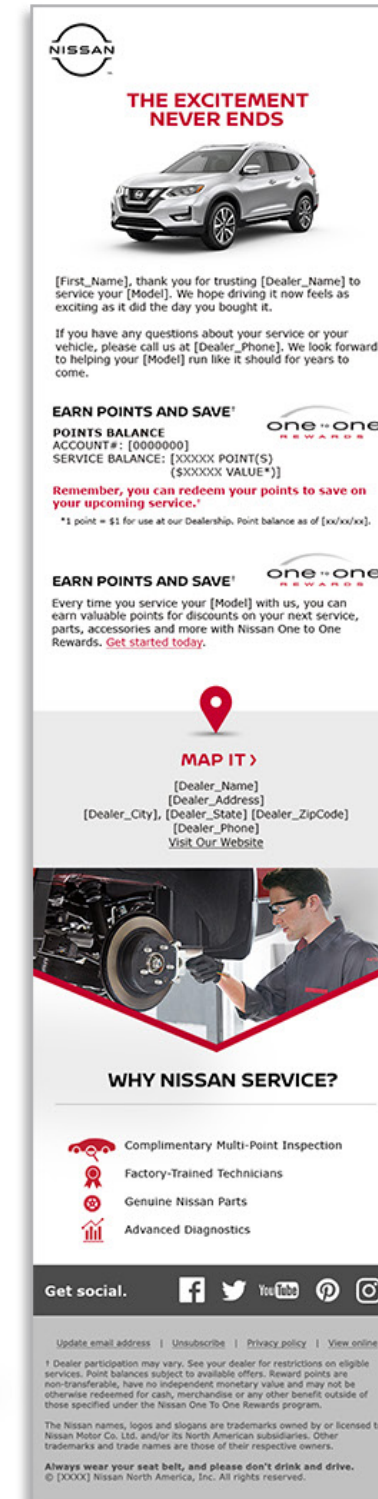 NISSAN
THE EXCITEMENT
NEVER ENDS
[First_Name], thank you for trusting [Dealer_Name] to
service your [Model]. We hope driving it now feels as
exciting as it did the day you bought it.
If you have any questions about your service or your
vehicle, please call us at [Dealer_Phone]. We look forward
to helping your [Model] run like it should for years to
come.
EARN POINTS AND SAVE†
one to one
REWARDS
POINTS BALANCE
ACCOUNT#: [0000000]
SERVICE BALANCE: [XXXXX POINT(S)
($XXXXX VALUE*)]
Remember, you can redeem your points to save on
your upcoming service.†
*1 point = $1 for use at our Dealership. Point balance as of [xx/xx/xx].
EARN POINTS AND SAVE†
one to one
REWARDS
Every time you service your [Model] with us, you can
earn valuable points for discounts on your next service,
parts, accessories and more with Nissan One to One
Rewards. Get started today.
MAP IT >
[Dealer_Name]
[Dealer_Address]
[Dealer_City], [Dealer_State] [Dealer_ZipCode]
[Dealer_Phone]
Visit Our Website
WHY NISSAN SERVICE?
Complimentary Multi-Point Inspection
Factory-Trained Technicians
Genuine Nissan Parts
Advanced Diagnostics
Get social. f You Tube
Update email address | Unsubscribe | Privacy policy | View online
† Dealer participation may vary. See your dealer for restrictions on eligible
services. Point balances subject to available offers. Reward points are
non-transferable, have no independent monetary value and may not be
otherwise redeemed for cash, merchandise or any other benefit outside of
those specified under the Nissan One To One Rewards program.
The Nissan names, logos and slogans are trademarks owned by or licensed t
Nissan Motor Co. Ltd. and/or its North American subsidiaries. Other
trademarks and trade names are those of their respective owners.
Always wear your seat belt, and please don't drink and drive.
© [XXXX] Nissan North America, Inc. All rights reserved.